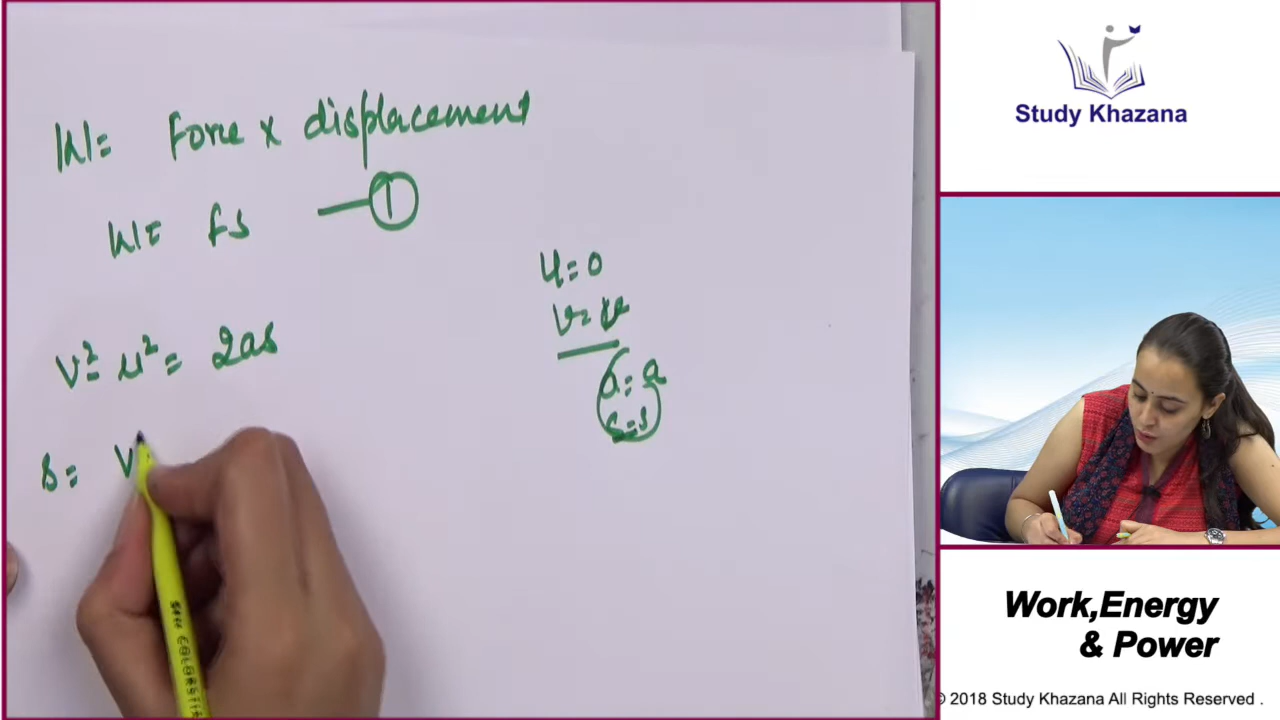 W= Force x displacement
W= Fs — ①
u=0
v=v
a=a
s=s
v²-u²= 2as
s= v
Study Khazana
Work,Energy
& Power
© 2018 Study Khazana All Rights Reserved .